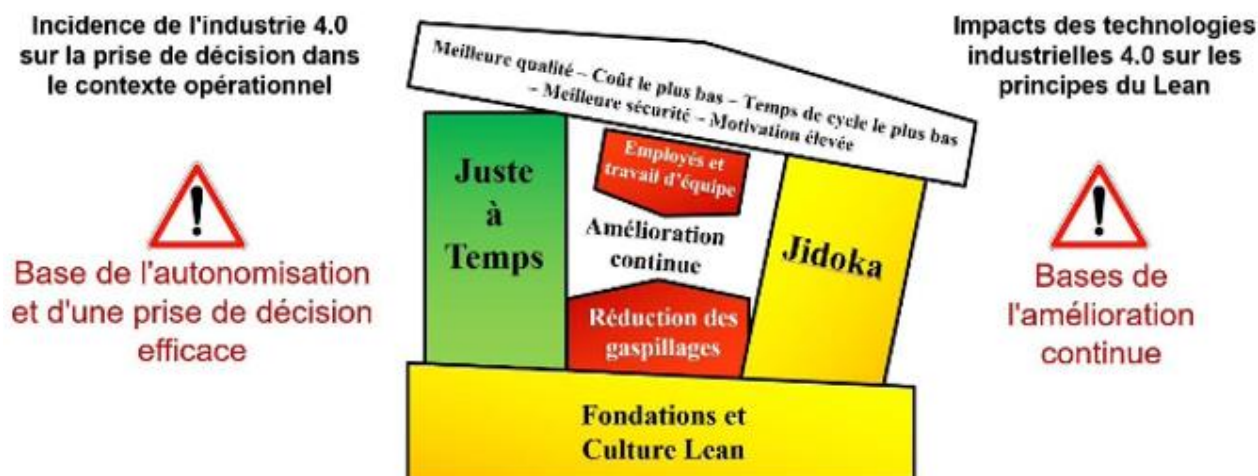 Incidence de l'industrie 4.0
sur la prise de décision dans
le contexte opérationnel
Base de l'autonomisation
et d'une prise de décision
efficace
Meilleure qualité – Coût le plus bas – Temps de cycle le plus bas
– Meilleure sécurité – Motivation élevée
Juste
à
Temps
Employés et
travail d'équipe
Amélioration
continue
Réduction des
gaspillages
Jidoka
Fondations et
Culture Lean
Impacts des technologies
industrielles 4.0 sur les
principes du Lean
Bases de
l'amélioration
continue